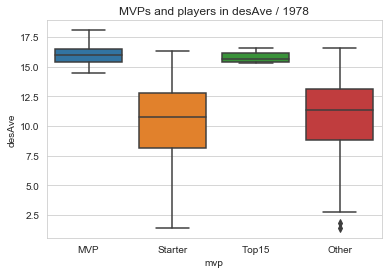 MVPs and players in desAve / 1978
17.5
15.0
12.5
10.0
7.5
5.0
2.5
desAve
MVP Starter Top15 Other
mvp